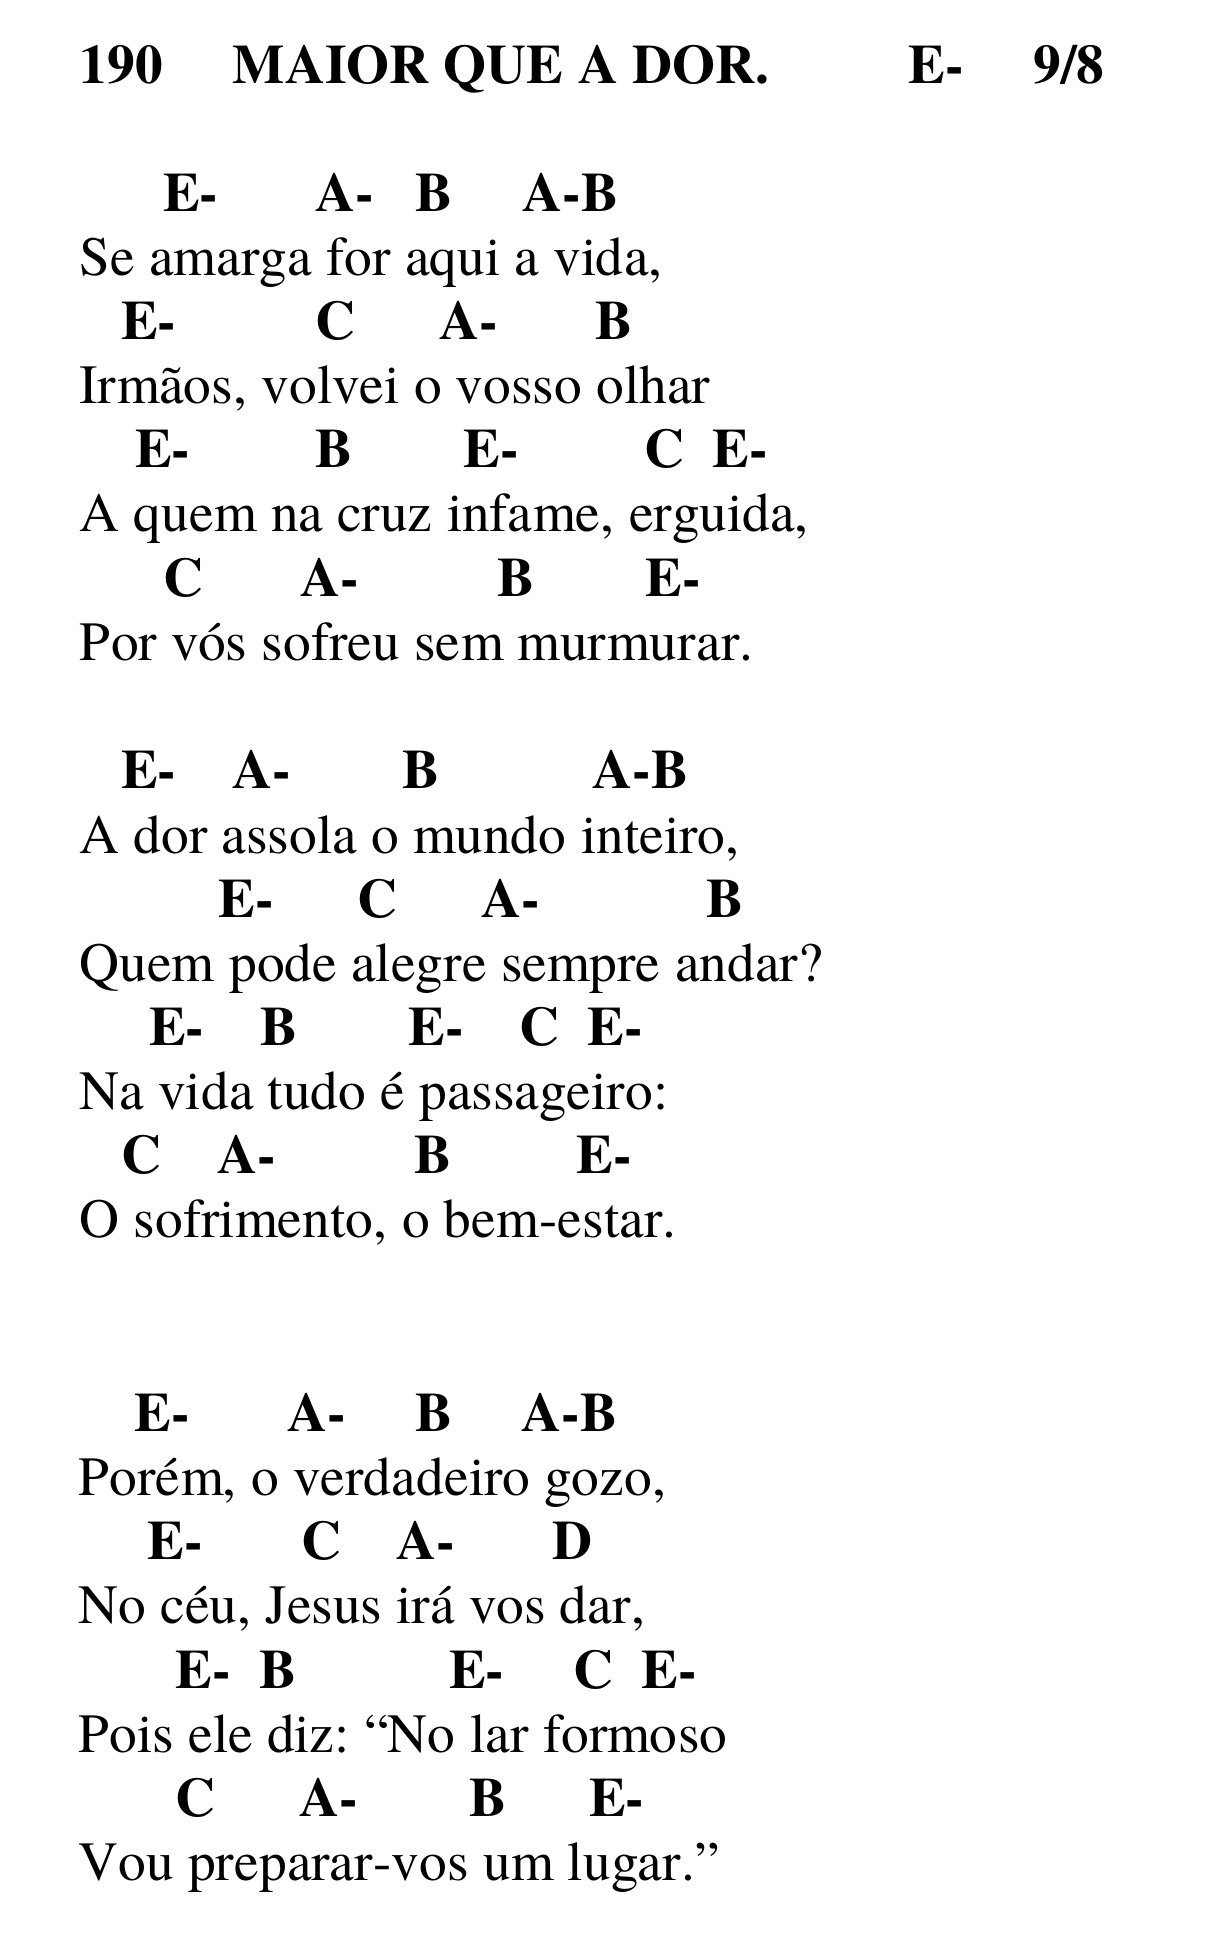 190 MAIOR QUE A DOR. E- 9/8
E- A- B A-B
Se amarga for aqui a vida,
E- C A- B
Irmãos, volvei o vosso olhar
E- B E- C E-
A quem na cruz infame, erguida,
C A- B E-
Por vós sofreu sem murmurar.
E- A- B A-B
A dor assola o mundo inteiro,
E- C A- B
Quem pode alegre sempre andar?
E- B E- C E-
Na vida tudo é passageiro:
C A- B E-
O sofrimento, o bem-estar.
E- A- B A-B
Porém, o verdadeiro gozo,
E- C A- D
No céu, Jesus irá vos dar,
E- B E- C E-
Pois ele diz: “No lar formoso
C A- B E-
Vou preparar-vos um lugar.”